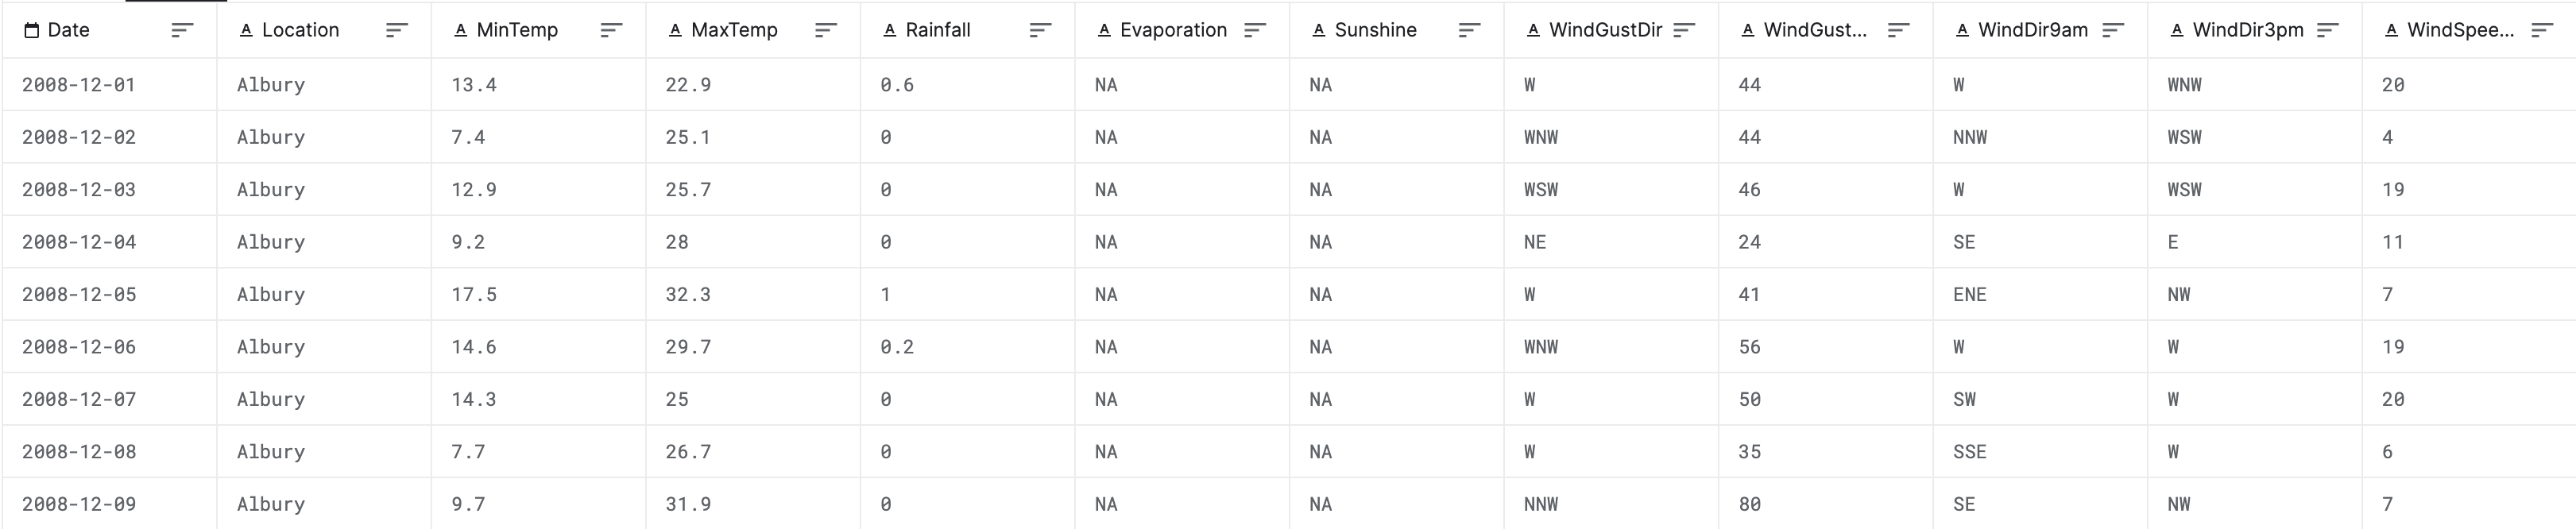 Date Location MinTemp MaxTemp Rainfall Evaporation Sunshine WindGustDir WindGust... WindDir9am WindDir3pm WindSpee...
2008-12-01 Albury 13.4 22.9 0.6 NA NA W 44 W WNW 20
2008-12-02 Albury 7.4 25.1 0 NA NA WNW 44 NNW WSW 4
2008-12-03 Albury 12.9 25.7 0 NA NA WSW 46 W WSW 19
2008-12-04 Albury 9.2 28 0 NA NA NE 24 SE E 11
2008-12-05 Albury 17.5 32.3 1 NA NA W 41 ENE NW 7
2008-12-06 Albury 14.6 29.7 0.2 NA NA WNW 56 W W 19
2008-12-07 Albury 14.3 25 0 NA NA W 50 SW W 20
2008-12-08 Albury 7.7 26.7 0 NA NA W 35 SSE W 6
2008-12-09 Albury 9.7 31.9 0 NA NA NNW 80 SE NW 7